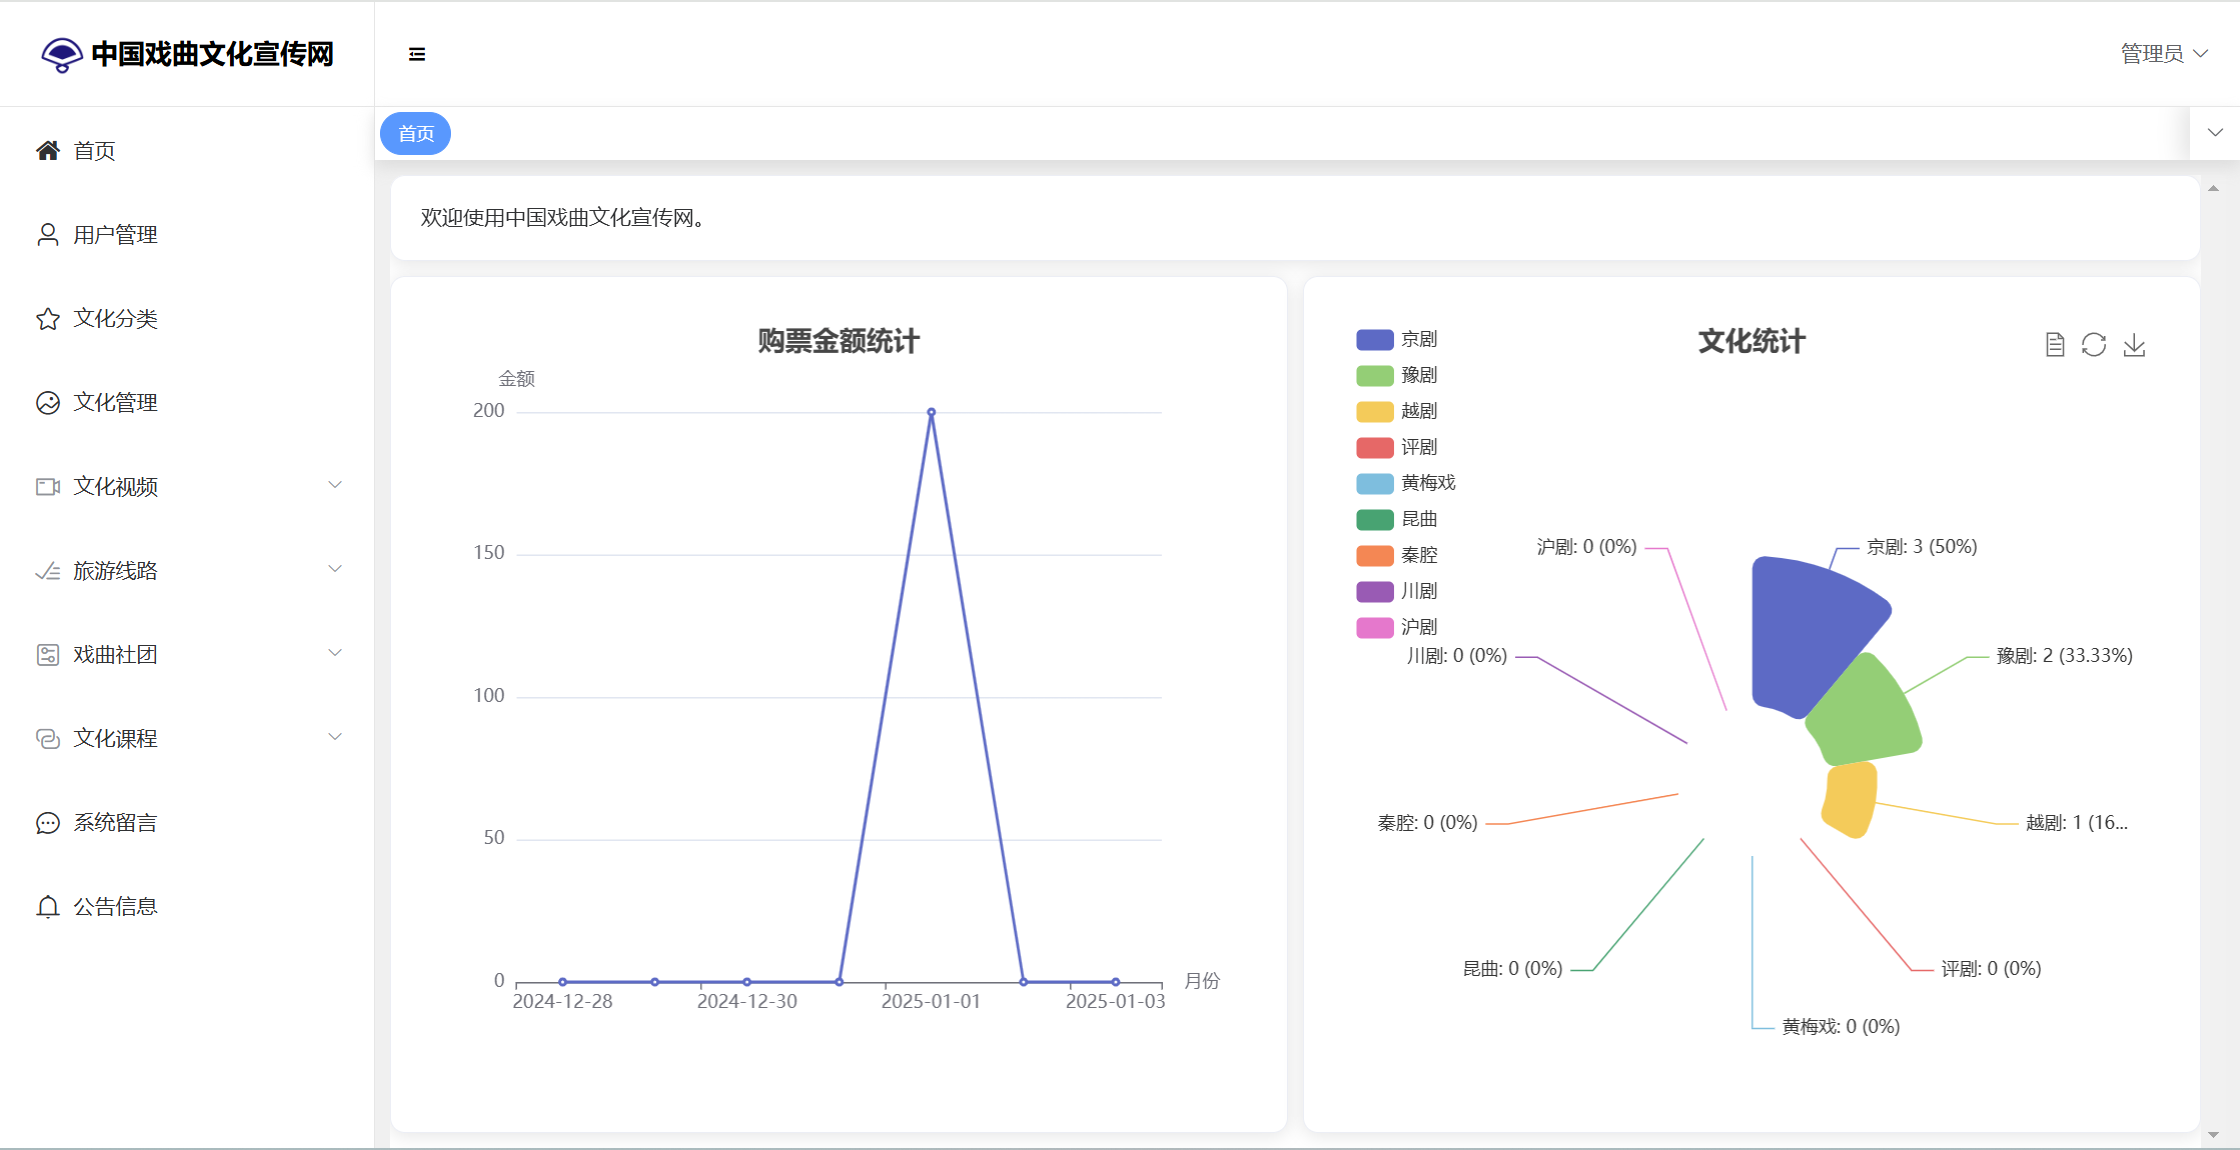 中国戏曲文化宣传网
管理员
首页
用户管理
文化分类
文化管理
文化视频
旅游线路
戏曲社团
文化课程
系统留言
公告信息
首页
欢迎使用中国戏曲文化宣传网。
购票金额统计
金额
200
150
100
50
0
2024-12-28
2024-12-30
2025-01-01
2025-01-03
月份
文化统计
京剧
豫剧
越剧
评剧
黄梅戏
昆曲
秦腔
川剧
沪剧
沪剧: 0 (0%)
京剧: 3 (50%)
川剧: 0 (0%)
豫剧: 2 (33.33%)
秦腔: 0 (0%)
越剧: 1 (16...
昆曲: 0 (0%)
评剧: 0 (0%)
黄梅戏: 0 (0%)